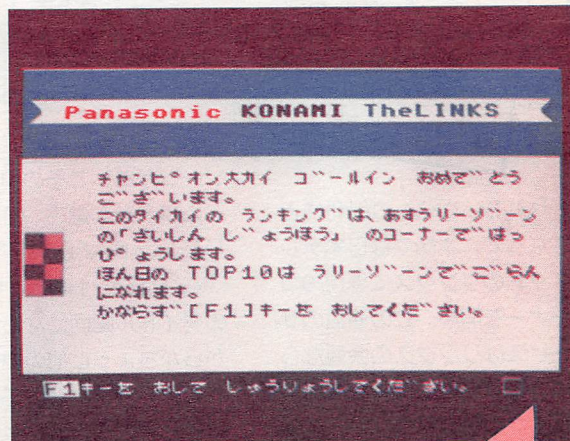 Panasonic KONAMI TheLINKS
チャンピオン大カイ ゴールイン おめでとう
ございます。
このタイカイの ランキングは、あすラリーゾーン
の「さいしん じょうほう」 のコーナーではっ
ぴょうします。
ほん日の TOP10は ラリーゾーンでごらん
になれます。
かならず[F1]キーを おしてください。
F1キーを おして しゅうりょうしてください。